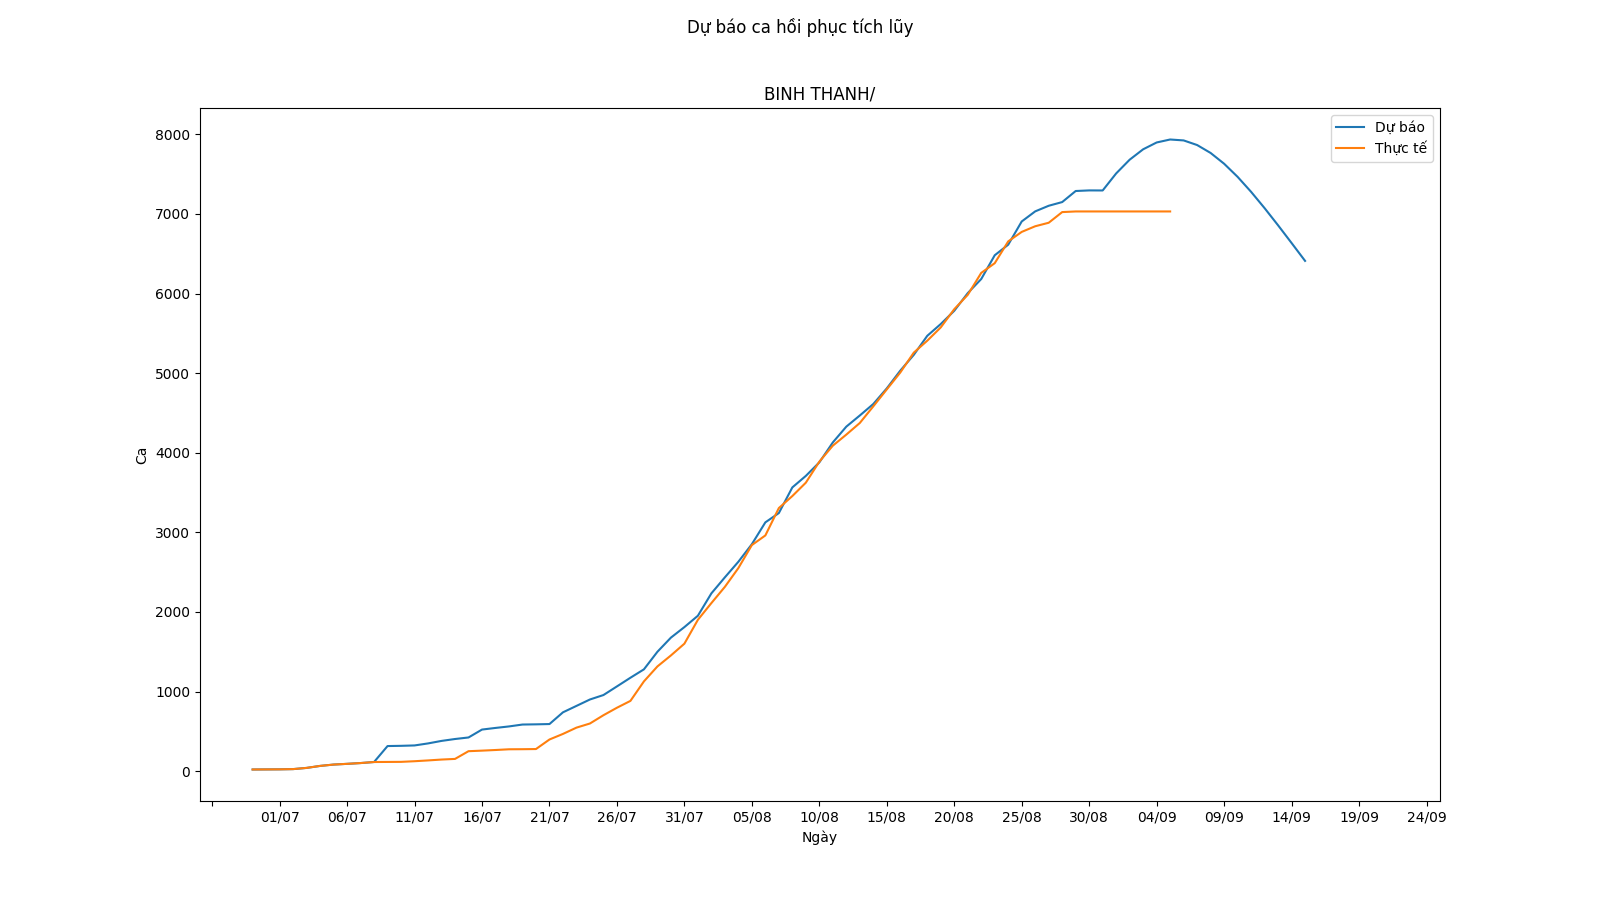 Dự báo ca hồi phục tích lũy
BINH THANH/
Dự báo
Thực tế
8000
7000
6000
5000
4000
3000
2000
1000
0
Ca
01/07 06/07 11/07 16/07 21/07 26/07 31/07 05/08 10/08 15/08 20/08 25/08 30/08 04/09 09/09 14/09 19/09 24/09
Ngày